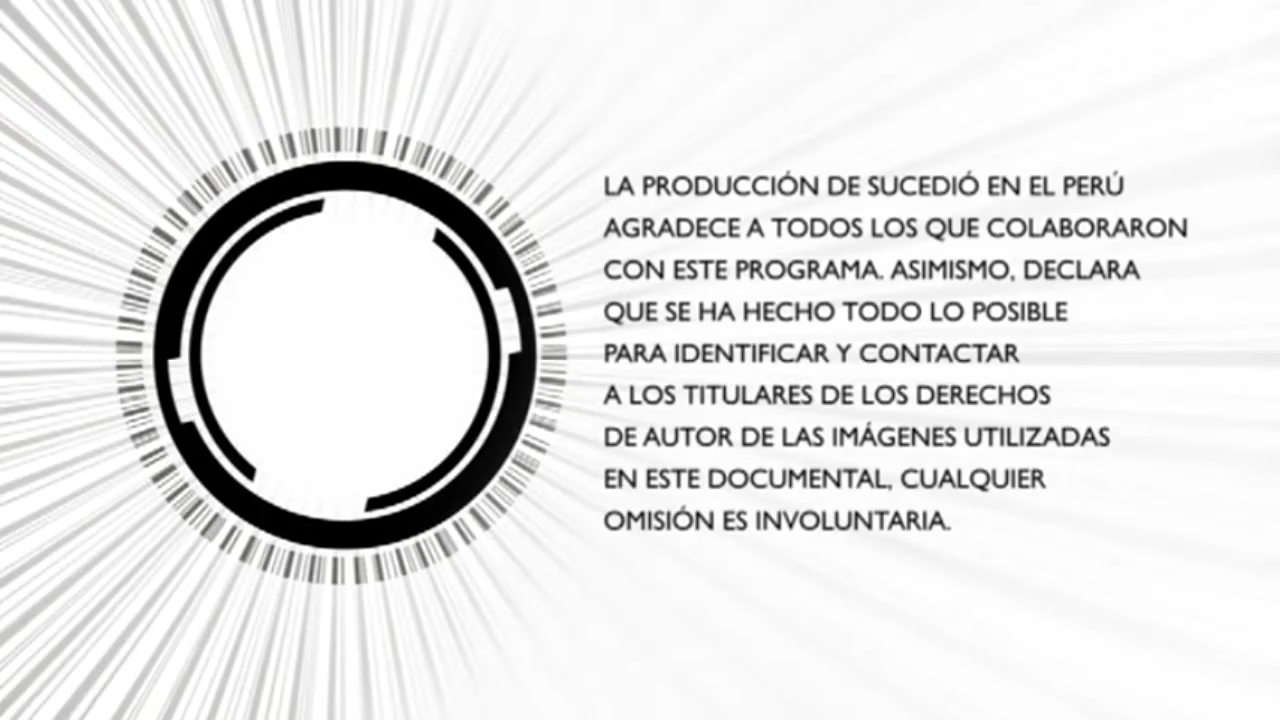 LA PRODUCCIÓN DE SUCEDIÓ EN EL PERÚ
AGRADECE A TODOS LOS QUE COLABORARON
CON ESTE PROGRAMA. ASIMISMO, DECLARA
QUE SE HA HECHO TODO LO POSIBLE
PARA IDENTIFICAR Y CONTACTAR
A LOS TITULARES DE LOS DERECHOS
DE AUTOR DE LAS IMÁGENES UTILIZADAS
EN ESTE DOCUMENTAL, CUALQUIER
OMISIÓN ES INVOLUNTARIA.